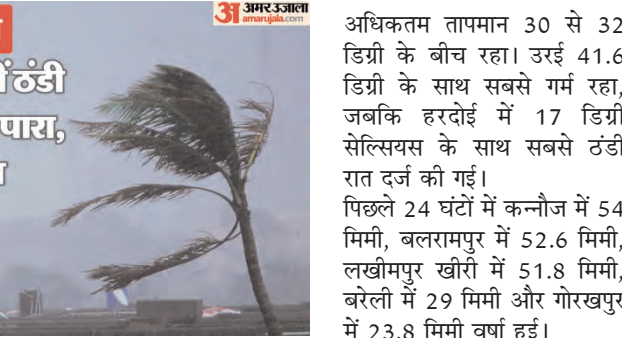 अमर उजाला
amarujala.com
ठंडी
पारा,
अधिकतम तापमान 30 से 32
डिग्री के बीच रहा। उरई 41.6
डिग्री के साथ सबसे गर्म रहा,
जबकि हरदोई में 17 डिग्री
सेल्सियस के साथ सबसे ठंडी
रात दर्ज की गई।
पिछले 24 घंटों में कन्नौज में 54
मिमी, बलरामपुर में 52.6 मिमी,
लखीमपुर खीरी में 51.8 मिमी,
बरेली में 29 मिमी और गोरखपुर
में 23.8 मिमी वर्षा हुई।